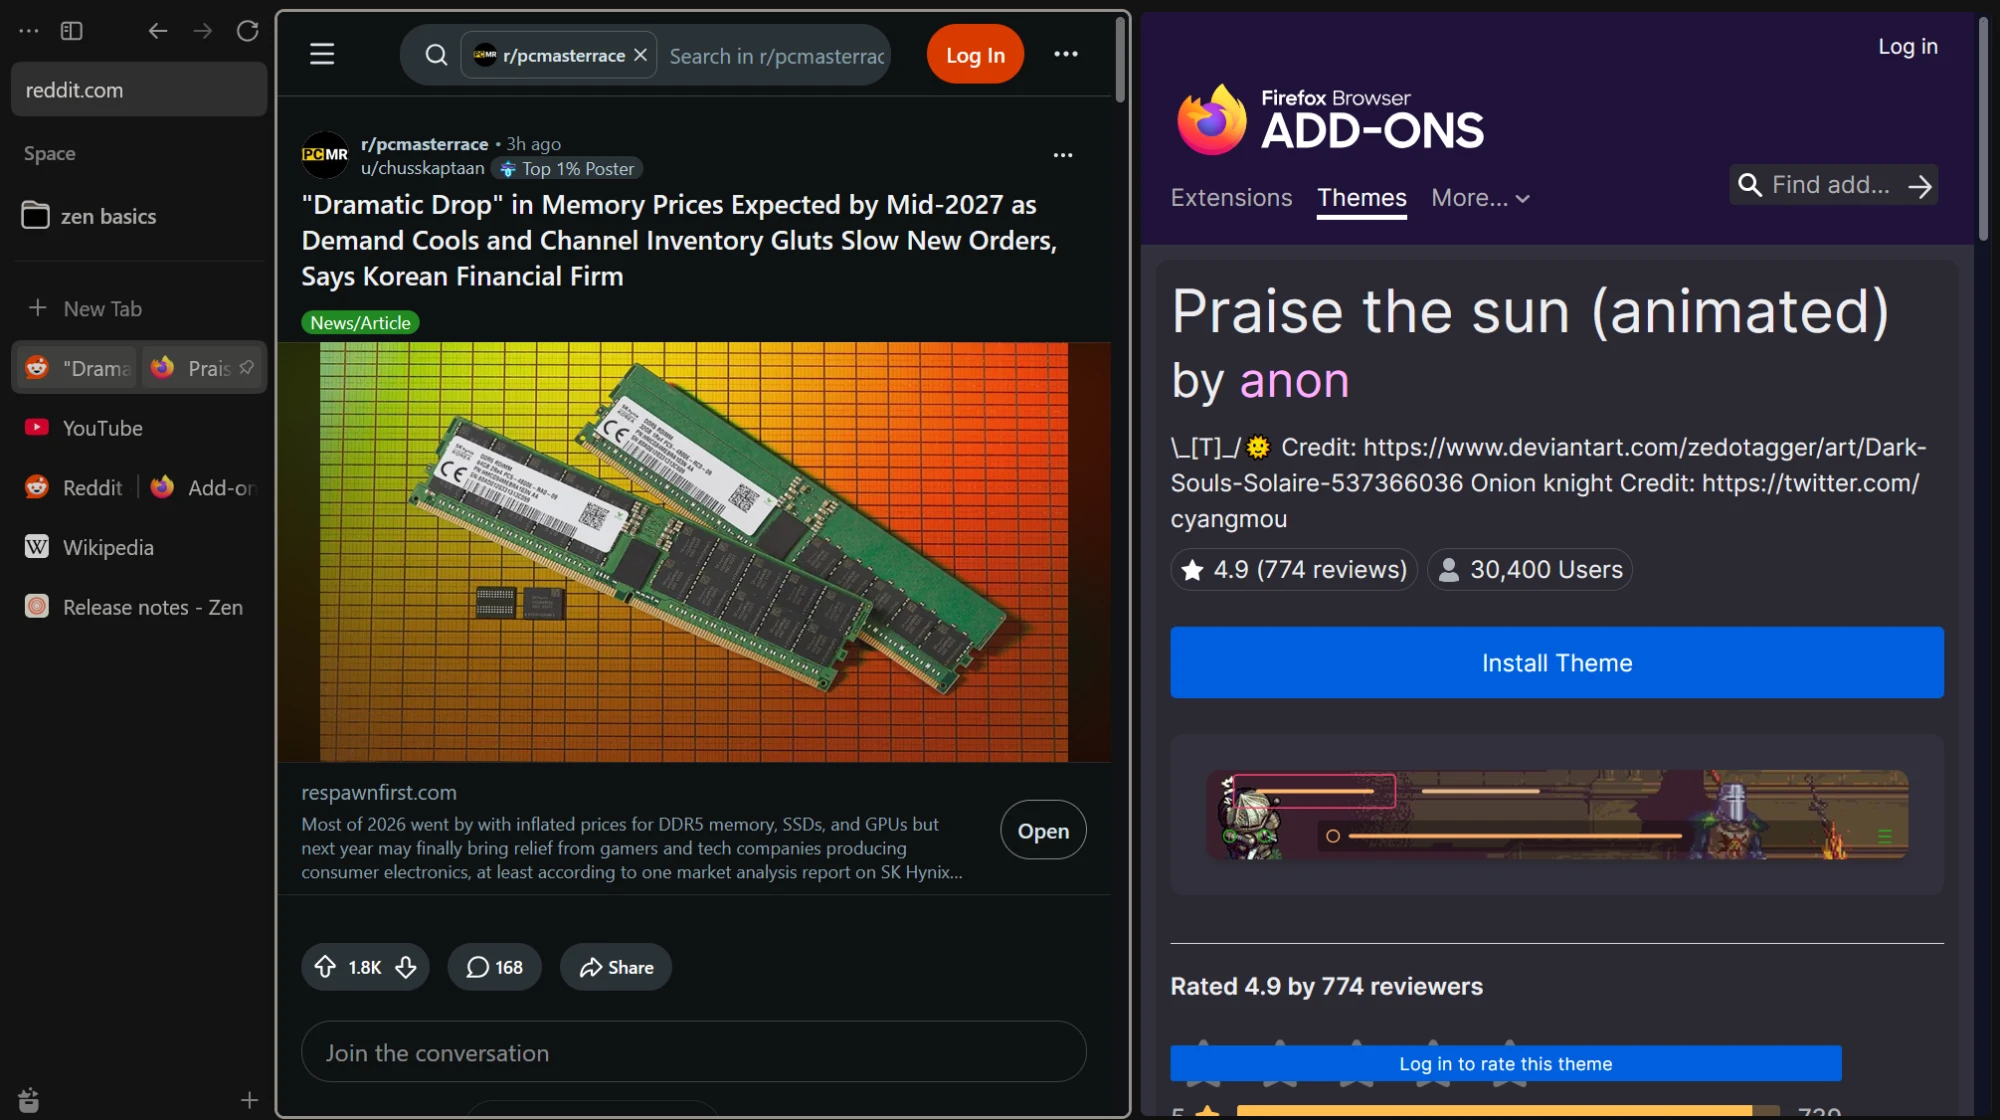 reddit.com
Space
zen basics
New Tab
"Drama
Prais
YouTube
Reddit
Add-on
Wikipedia
Release notes - Zen
r/pcmasterrace
Search in r/pcmasterrac
Log In
PCMR
r/pcmasterrace • 3h ago
u/chusskaptaan
Top 1% Poster
"Dramatic Drop" in Memory Prices Expected by Mid-2027 as
Demand Cools and Channel Inventory Gluts Slow New Orders,
Says Korean Financial Firm
News/Article
respawnfirst.com
Most of 2026 went by with inflated prices for DDR5 memory, SSDs, and GPUs but
next year may finally bring relief from gamers and tech companies producing
consumer electronics, at least according to one market analysis report on SK Hynix...
Open
1.8K
168
Share
Join the conversation
Log in
Firefox Browser
ADD-ONS
Extensions
Themes
More...
Find add...
Praise the sun (animated)
by anon
\_[T]_/🌞 Credit: https://www.deviantart.com/zedotagger/art/Dark-
Souls-Solaire-537366036 Onion knight Credit: https://twitter.com/
cyangmou
4.9 (774 reviews)
30,400 Users
Install Theme
Rated 4.9 by 774 reviewers
Log in to rate this theme